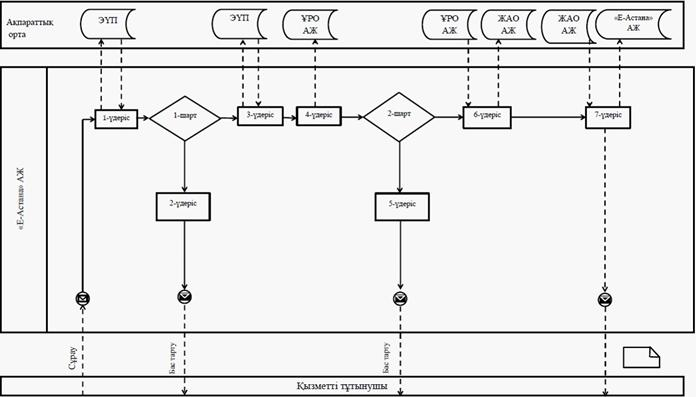 Ақпараттық
орта
ЭҮП
ЭҮП
ҰРО
АЖ
ҰРО
АЖ
ЖАО
АЖ
ЖАО
АЖ
«Е-Астана»
АЖ
«Е-Астана» АЖ
1-үдеріс
1-шарт
3-үдеріс
4-үдеріс
2-шарт
6-үдеріс
7-үдеріс
2-үдеріс
5-үдеріс
Сұрау
Бас тарту
Бас тарту
Қызметті тұтынушы